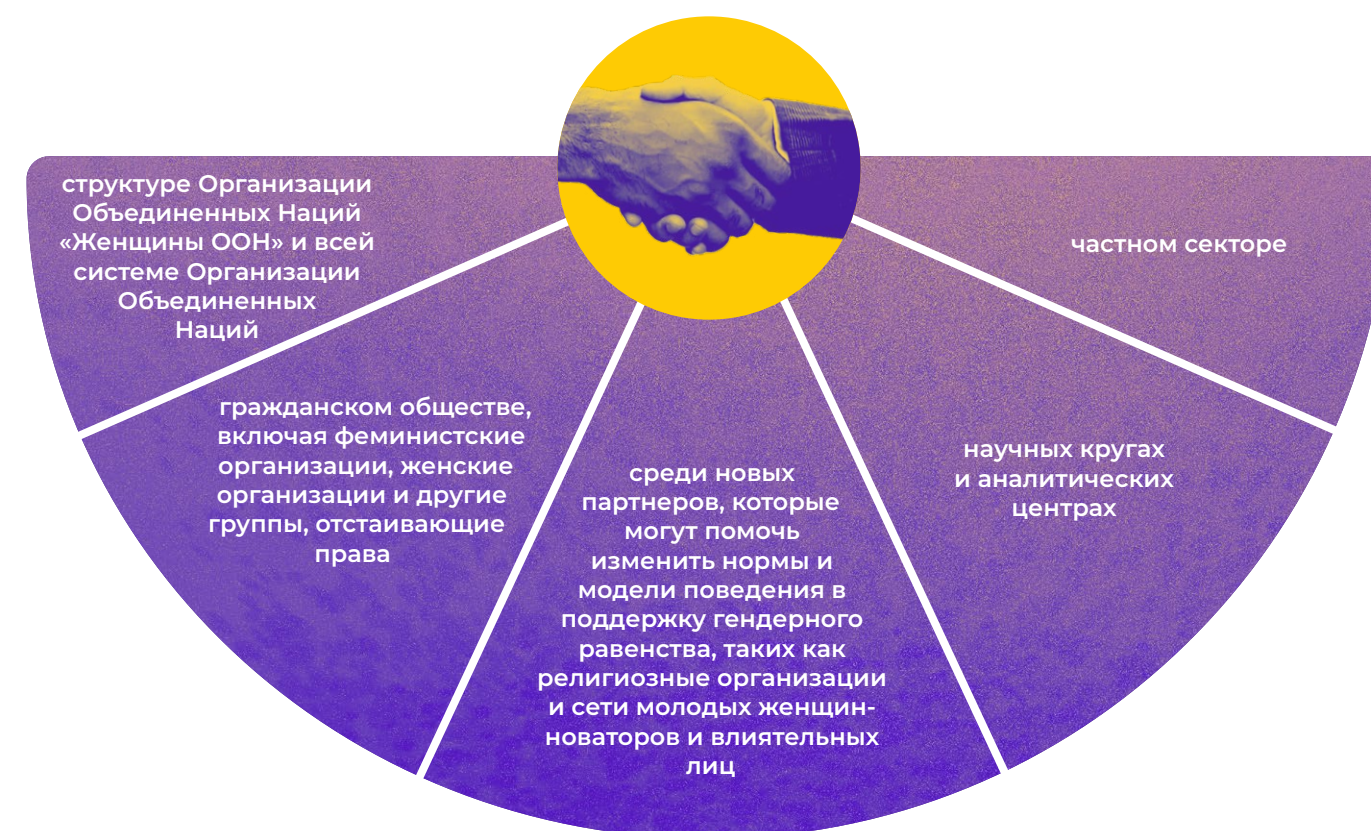 структуре Организации
Объединенных Наций
«Женщины ООН» и всей
системе Организации
Объединенных
Наций
гражданском обществе,
включая феминистские
организации, женские
организации и другие
группы, отстаивающие
права
среди новых
партнеров, которые
могут помочь
изменить нормы и
модели поведения в
поддержку гендерного
равенства, таких как
религиозные организации
и сети молодых женщин-
новаторов и влиятельных
лиц
научных кругах
и аналитических
центрах
частном секторе